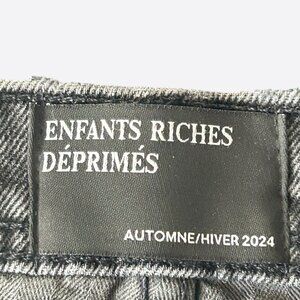 ENFANTS RICHES
DÉPRIMÉS
AUTOMNE/HIVER 2024